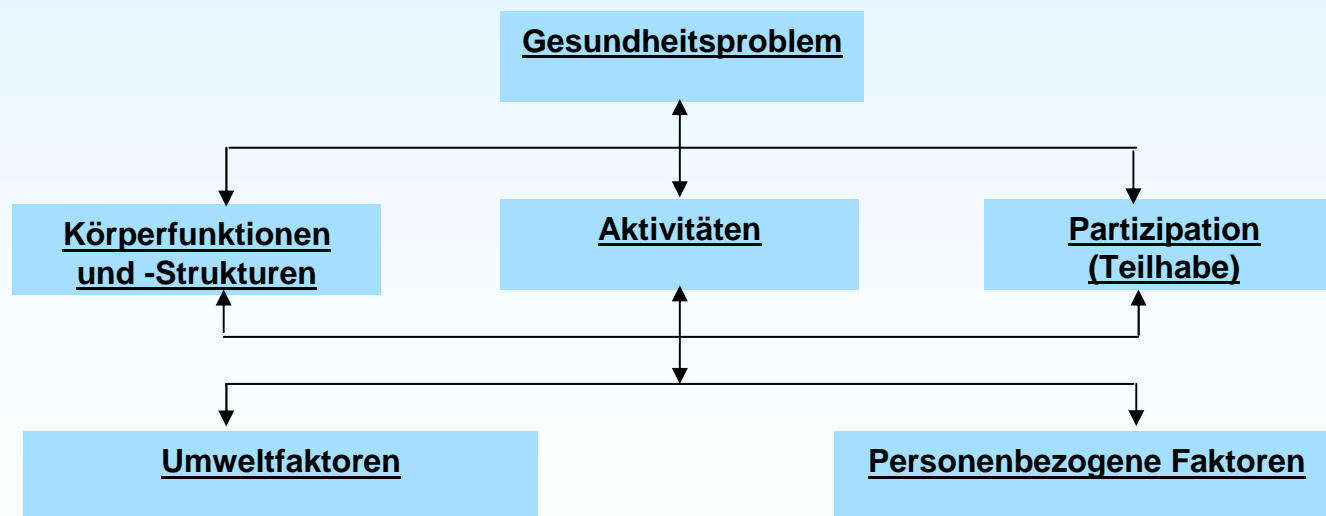 Gesundheitsproblem
Körperfunktionen
und -Strukturen
Aktivitäten
Partizipation
(Teilhabe)
Umweltfaktoren
Personenbezogene Faktoren